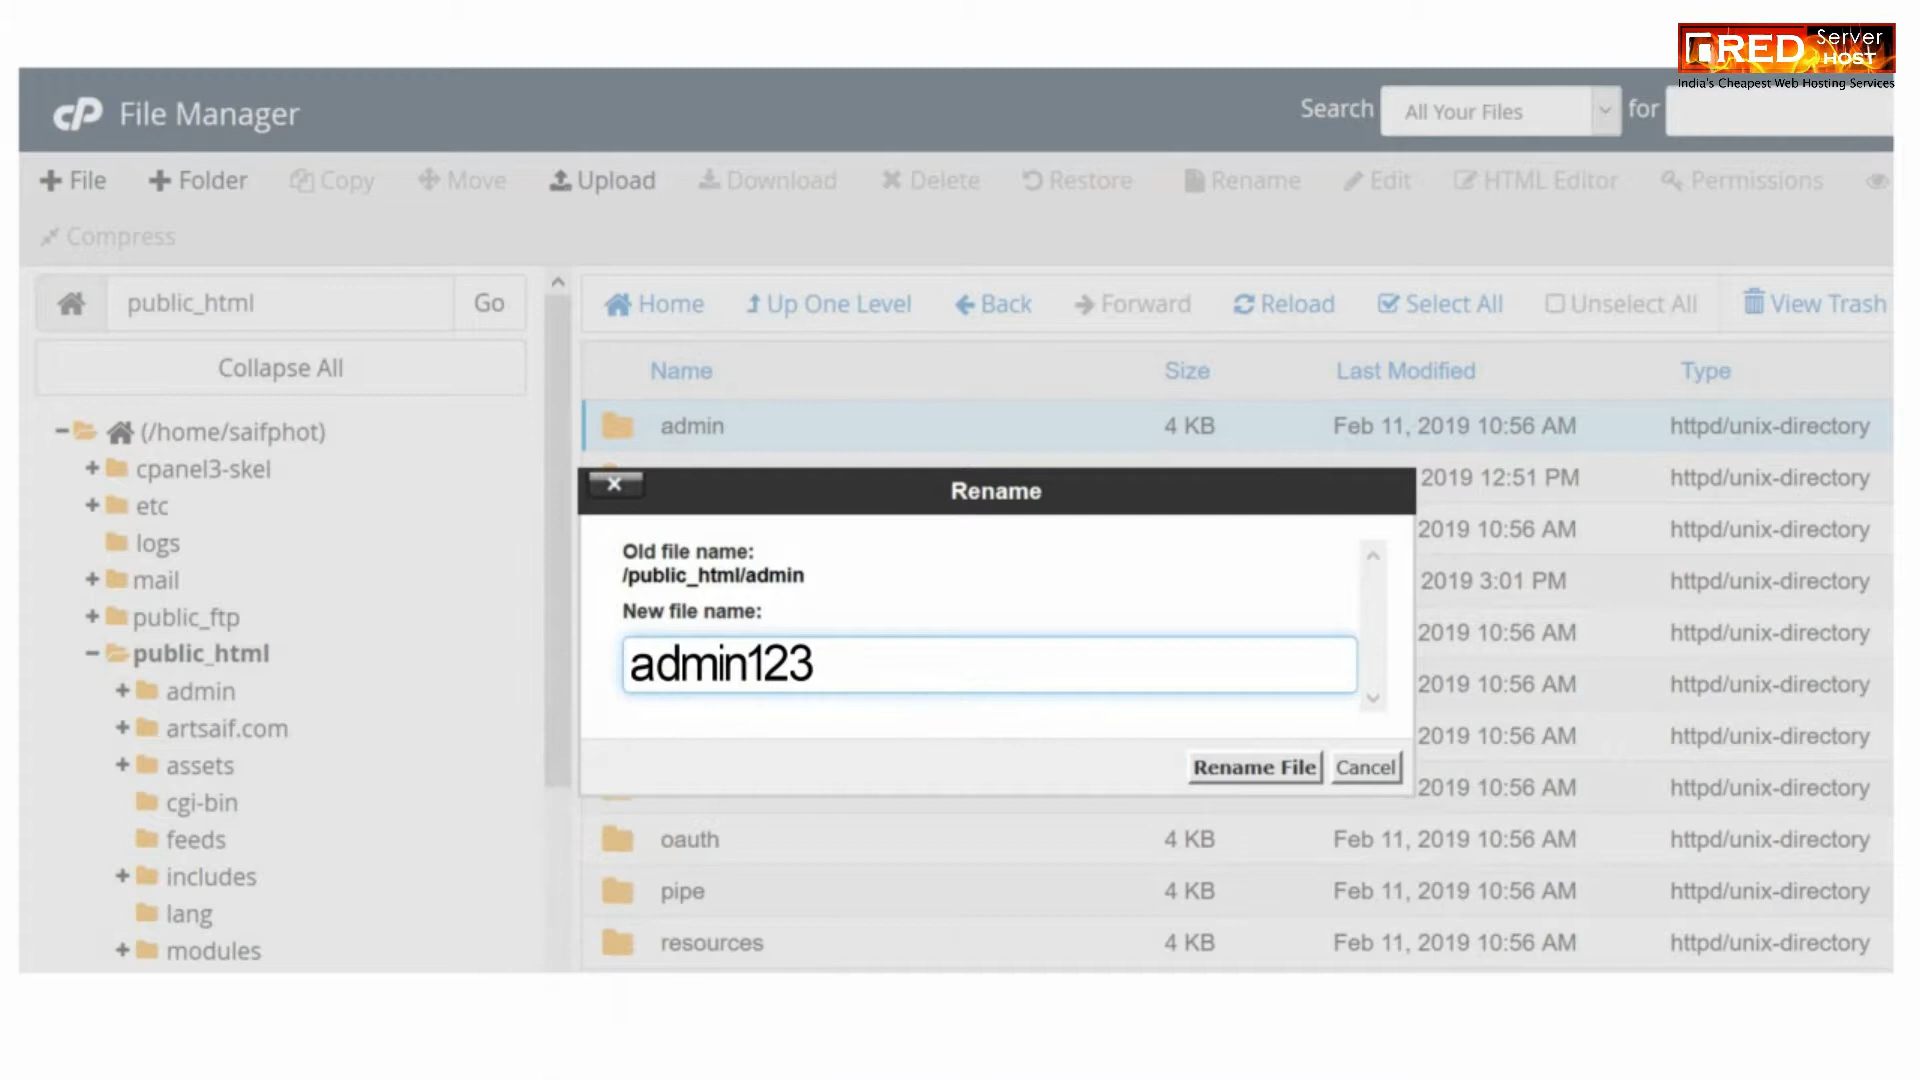 RED Server HOST
India's Cheapest Web Hosting Services
cP File Manager
Search All Your Files for
File Folder Copy Move Upload Download Delete Restore Rename Edit HTML Editor Permissions
Compress
public_html Go
Home Up One Level Back Forward Reload Select All Unselect All View Trash
Collapse All
Name Size Last Modified Type
admin 4 KB Feb 11, 2019 10:56 AM httpd/unix-directory
(/home/saifphot)
cpanel3-skel
etc
logs
mail
public_ftp
public_html
admin
artsaif.com
assets
cgi-bin
feeds
includes
lang
modules
2019 12:51 PM httpd/unix-directory
2019 10:56 AM httpd/unix-directory
2019 3:01 PM httpd/unix-directory
2019 10:56 AM httpd/unix-directory
2019 10:56 AM httpd/unix-directory
2019 10:56 AM httpd/unix-directory
2019 10:56 AM httpd/unix-directory
Rename
Old file name:
/public_html/admin
New file name:
admin123
Rename File Cancel
oauth 4 KB Feb 11, 2019 10:56 AM httpd/unix-directory
pipe 4 KB Feb 11, 2019 10:56 AM httpd/unix-directory
resources 4 KB Feb 11, 2019 10:56 AM httpd/unix-directory